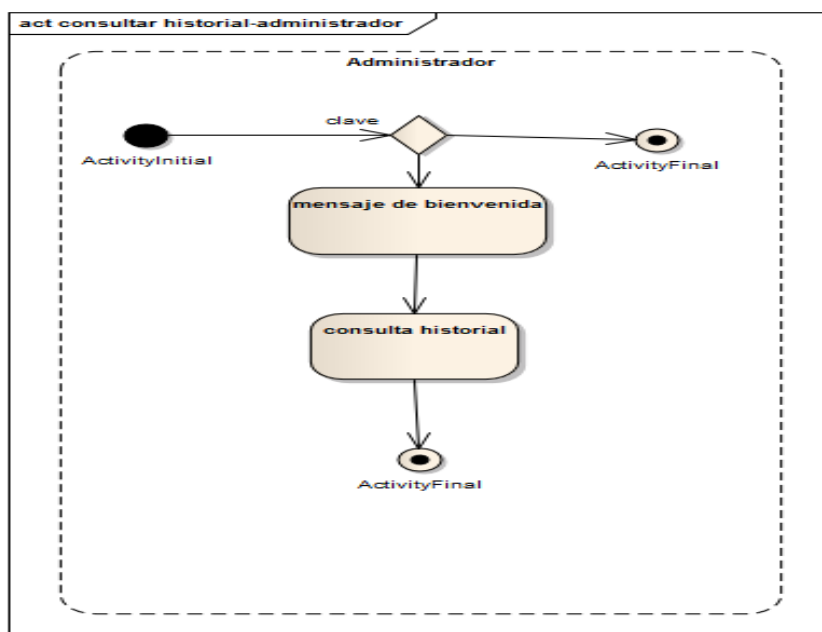 act consultar historial-administrador
Administrador
clave
ActivityInitial
ActivityFinal
mensaje de bienvenida
consulta historial
ActivityFinal